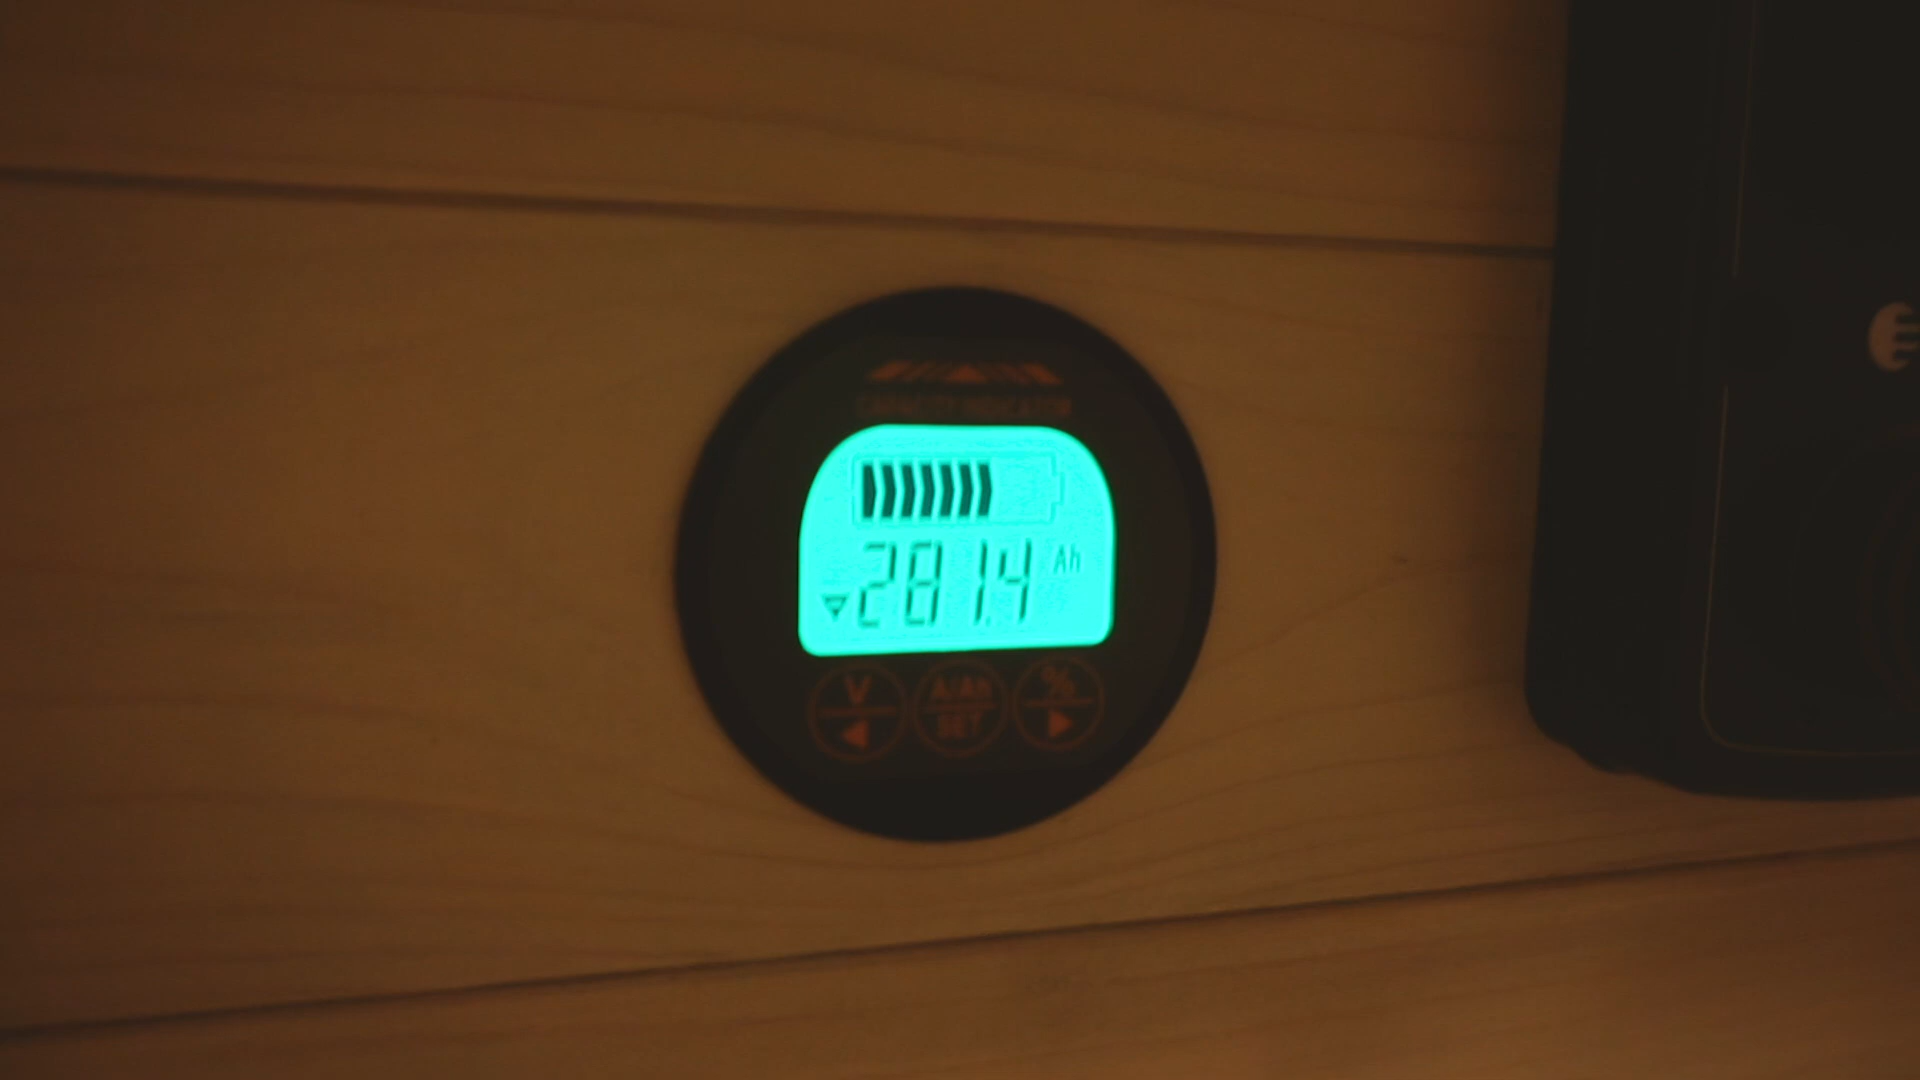 CAPACITY INDICATOR
281.4 Ah
V A/Ah %
SET